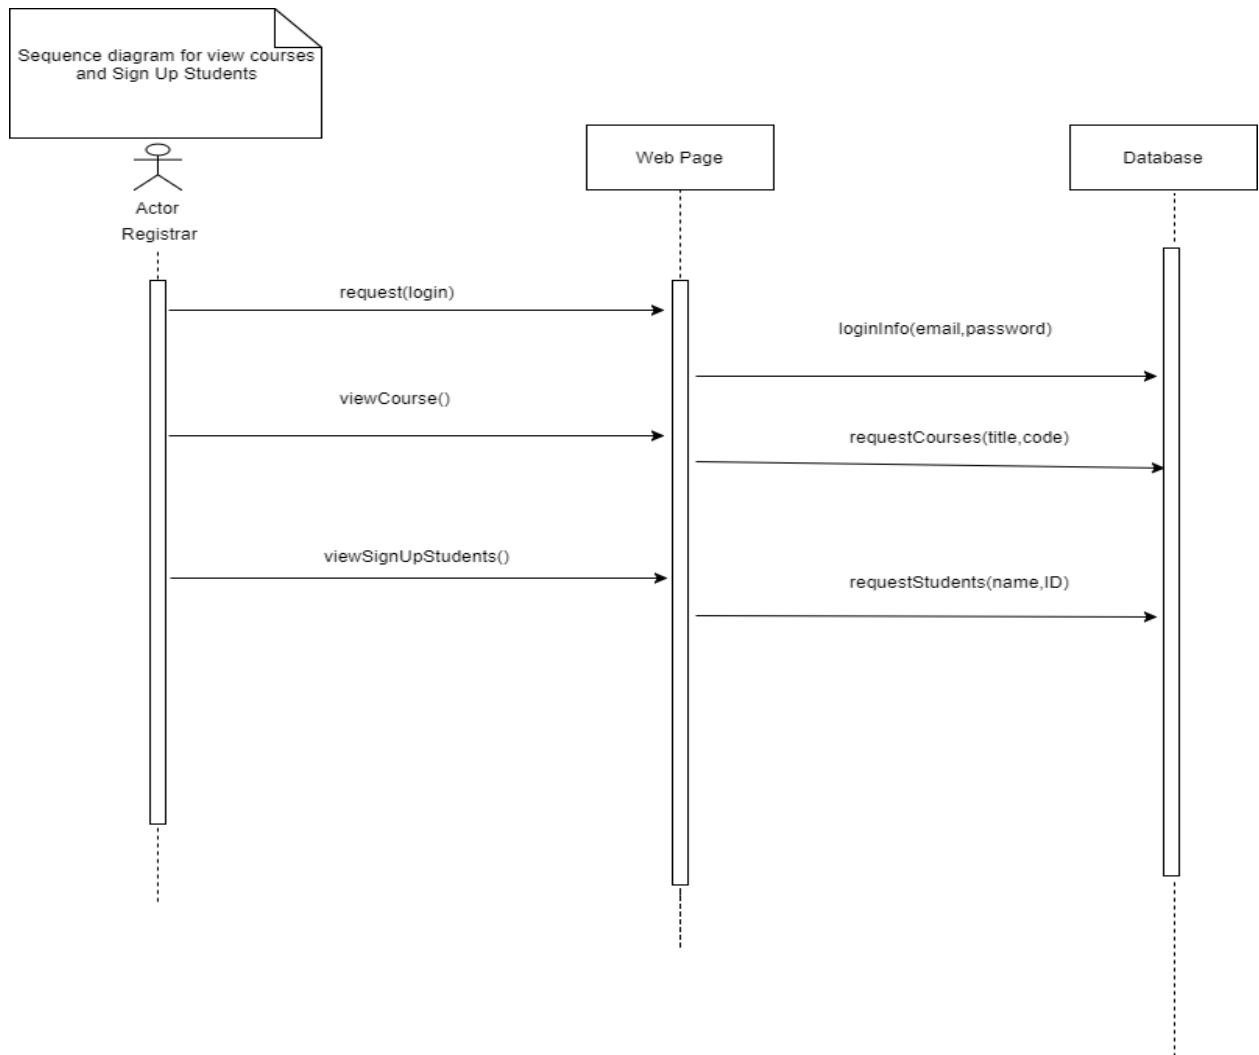 Sequence diagram for view courses
and Sign Up Students
Web Page
Database
Actor
Registrar
request(login)
loginInfo(email,password)
viewCourse()
requestCourses(title,code)
viewSignUpStudents()
requestStudents(name,ID)